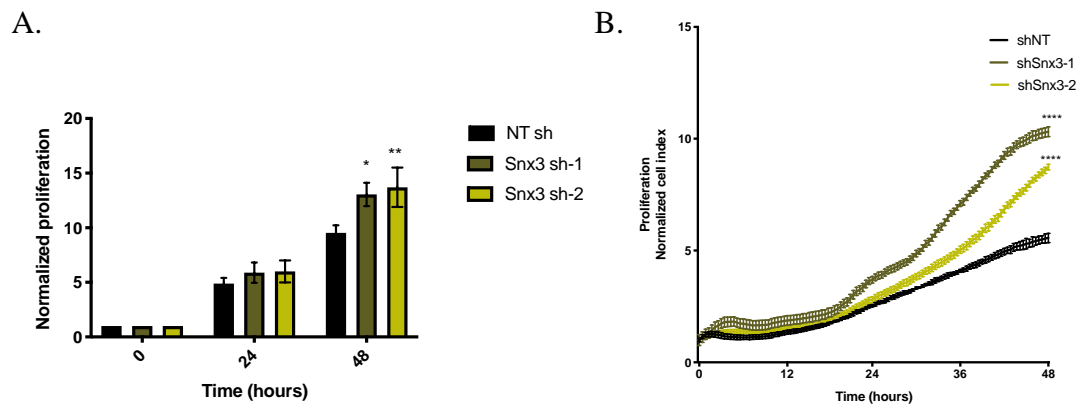 A.
Normalized proliferation
20
15
10
5
0
*
**
0
24
48
Time (hours)
NT sh
Snx3 sh-1
Snx3 sh-2
B.
Proliferation
Normalized cell index
15
10
5
0
shNT
shSnx3-1
shSnx3-2
****
****
0
12
24
36
48
Time (hours)